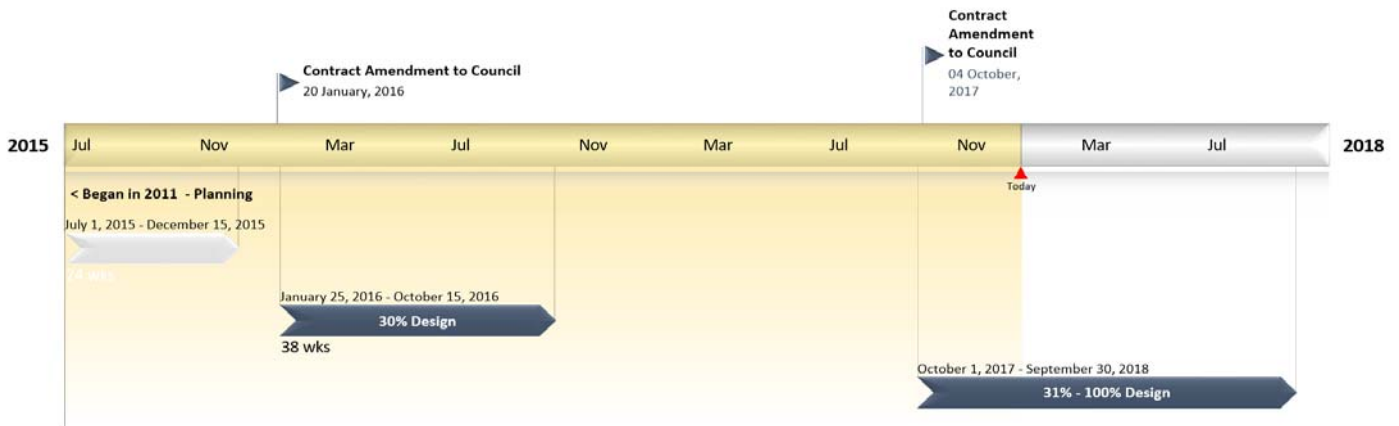 Contract
Amendment
to Council
04 October,
2017
Contract Amendment to Council
20 January, 2016
2015 Jul Nov Mar Jul Nov Mar Jul Nov Mar Jul 2018
Today
< Began in 2011 - Planning
July 1, 2015 - December 15, 2015
24 wks
January 25, 2016 - October 15, 2016
30% Design
38 wks
October 1, 2017 - September 30, 2018
31% - 100% Design